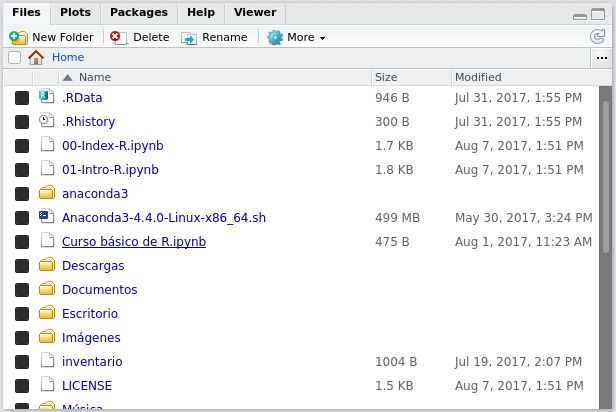 Files Plots Packages Help Viewer
New Folder Delete Rename More
Home ...
Name Size Modified
.RData 946 B Jul 31, 2017, 1:55 PM
.Rhistory 300 B Jul 31, 2017, 1:55 PM
00-Index-R.ipynb 1.7 KB Aug 7, 2017, 1:51 PM
01-Intro-R.ipynb 1.8 KB Aug 7, 2017, 1:51 PM
anaconda3
Anaconda3-4.4.0-Linux-x86_64.sh 499 MB May 30, 2017, 3:24 PM
Curso básico de R.ipynb 475 B Aug 1, 2017, 11:23 AM
Descargas
Documentos
Escritorio
Imágenes
inventario 1004 B Jul 19, 2017, 2:07 PM
LICENSE 1.5 KB Aug 7, 2017, 1:51 PM
Música